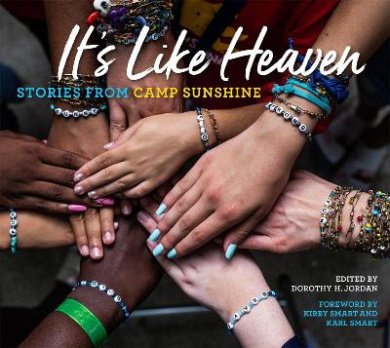 It's Like Heaven
STORIES FROM CAMP SUNSHINE
EDITED BY
DOROTHY H. JORDAN
FOREWORD BY
KIRBY SMART AND
KARL SMART